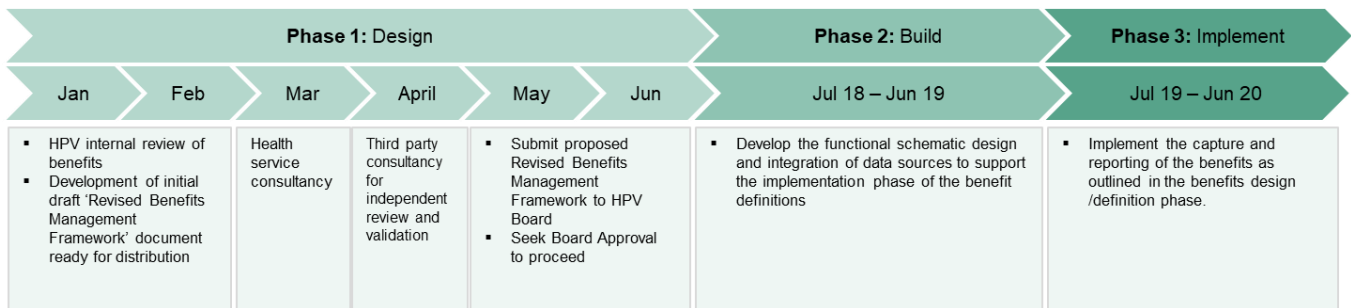 Phase 1: Design
Phase 2: Build
Phase 3: Implement
Jan
Feb
Mar
April
May
Jun
Jul 18 – Jun 19
Jul 19 – Jun 20
▪ HPV internal review of
benefits
▪ Development of initial
draft ‘Revised Benefits
Management
Framework’ document
ready for distribution
Health
service
consultancy
Third party
consultancy
for
independent
review and
validation
▪ Submit proposed
Revised Benefits
Management
Framework to HPV
Board
▪ Seek Board Approval
to proceed
▪ Develop the functional schematic design
and integration of data sources to support
the implementation phase of the benefit
definitions
▪ Implement the capture and
reporting of the benefits as
outlined in the benefits design
/definition phase.